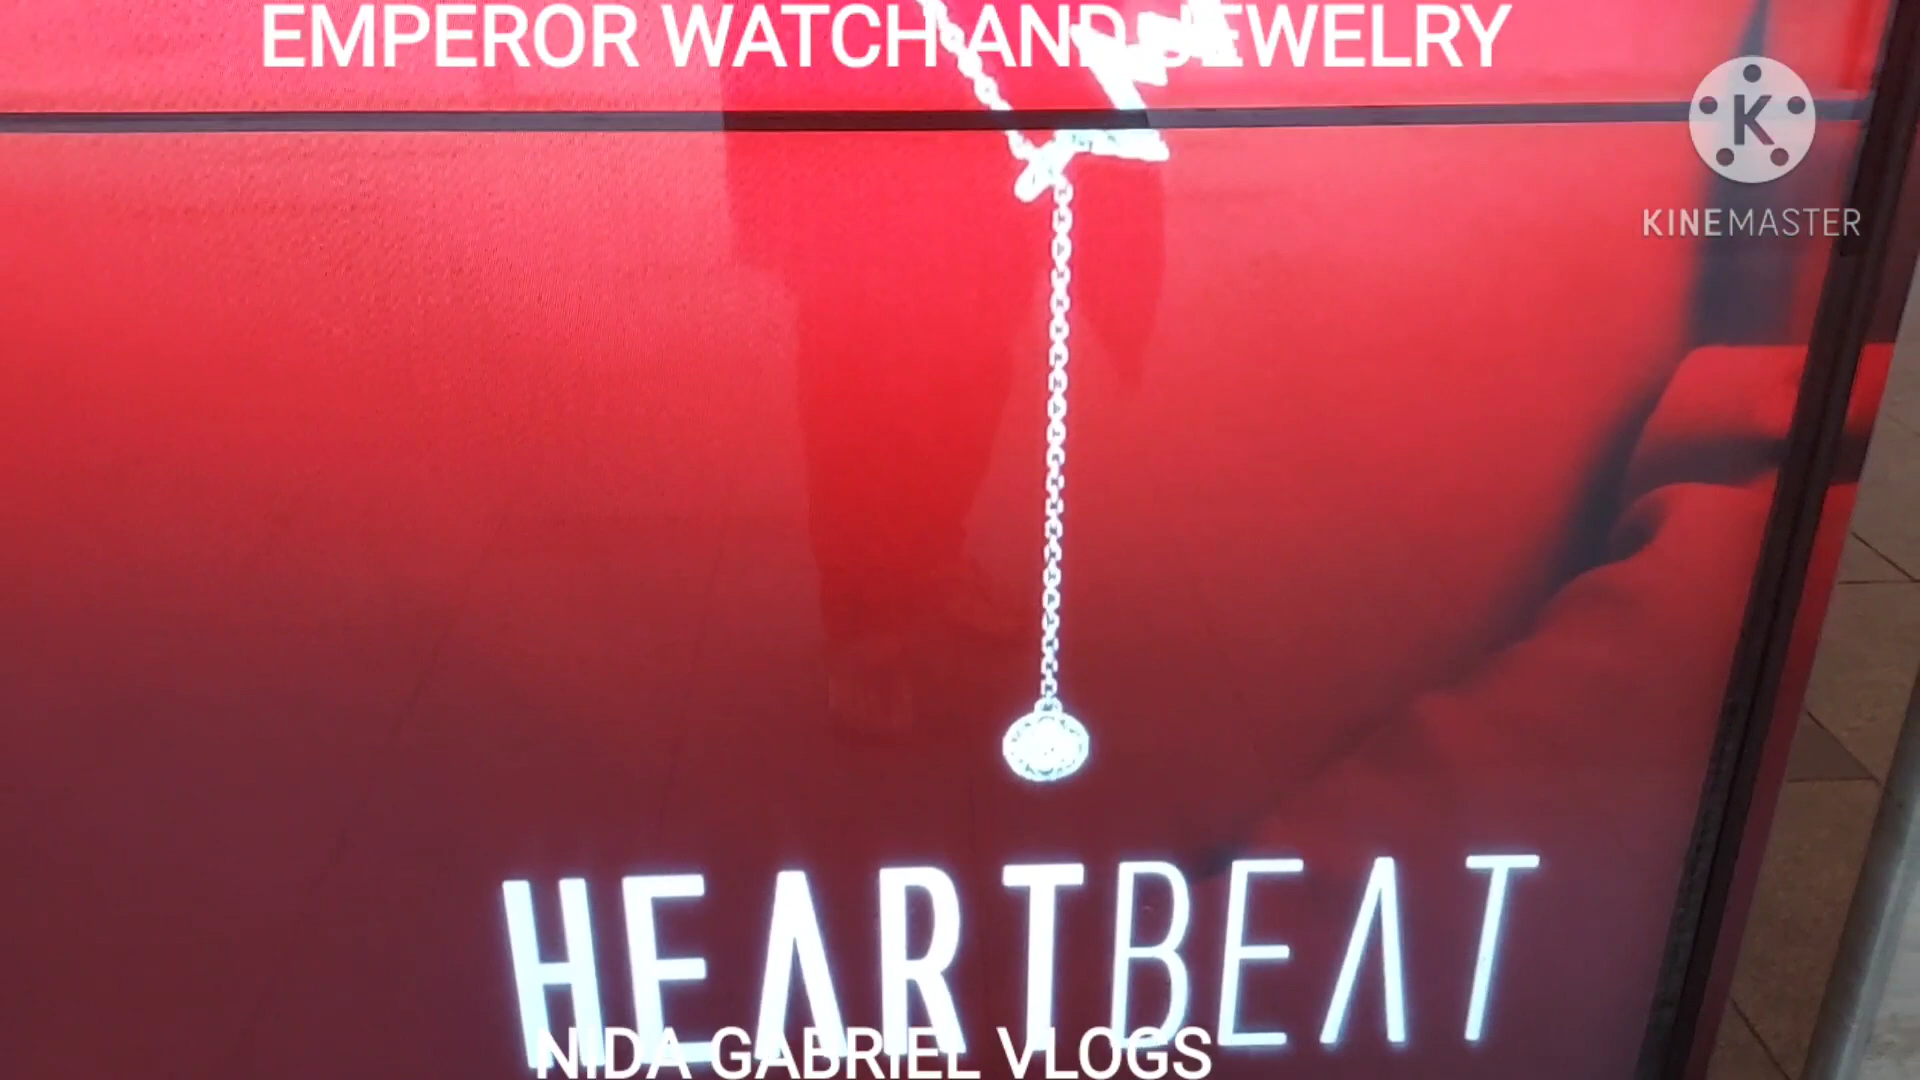 EMPEROR WATCH AND JEWELRY
K
KINEMASTER
HEARTBEAT
NIDA GABRIEL VLOGS